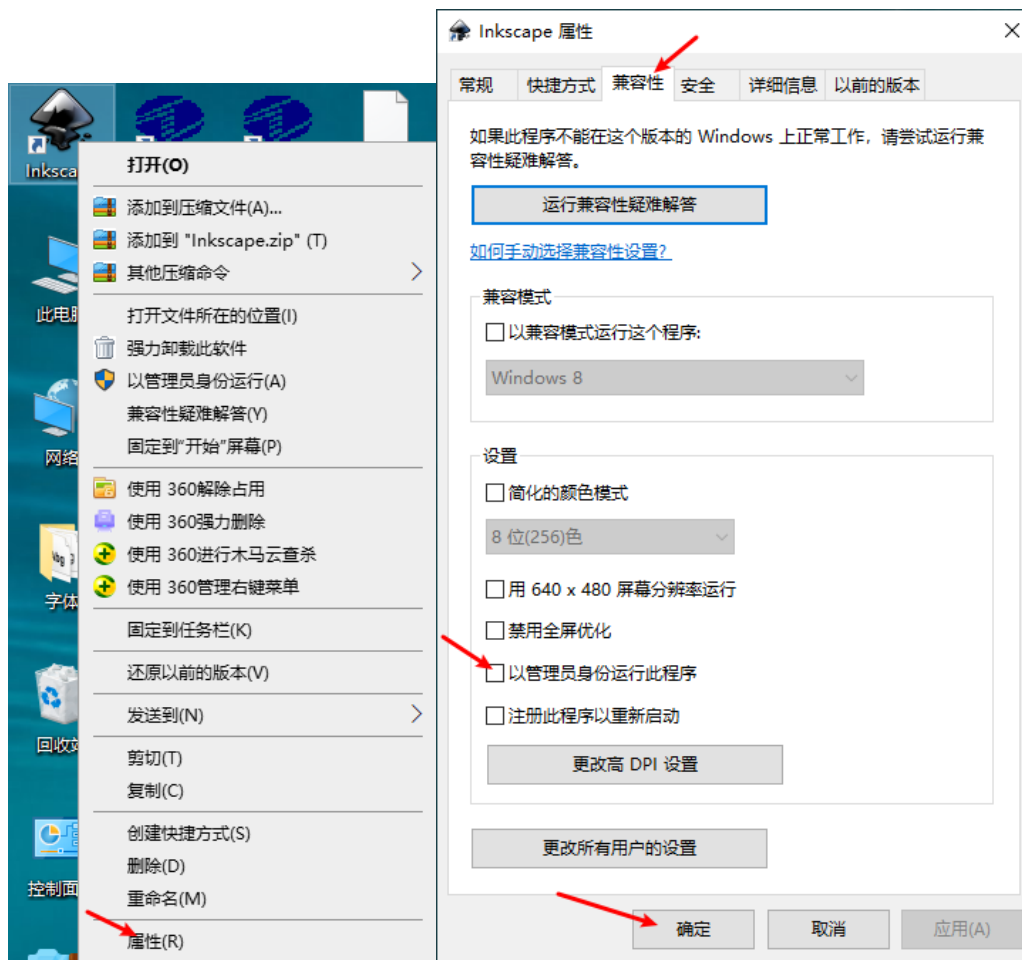 Inkscape 属性
常规 快捷方式 兼容性 安全 详细信息 以前的版本
如果此程序不能在这个版本的 Windows 上正常工作，请尝试运行兼
容性疑难解答。
运行兼容性疑难解答
如何手动选择兼容性设置?
兼容模式
以兼容模式运行这个程序:
Windows 8
设置
简化的颜色模式
8 位(256)色
用 640 x 480 屏幕分辨率运行
禁用全屏优化
以管理员身份运行此程序
注册此程序以重新启动
更改高 DPI 设置
更改所有用户的设置
确定 取消 应用(A)
Inksca
此电脑
网络
字体
回收站
控制面
打开(O)
添加到压缩文件(A)...
添加到 "Inkscape.zip" (T)
其他压缩命令
打开文件所在的位置(I)
强力卸载此软件
以管理员身份运行(A)
兼容性疑难解答(Y)
固定到"开始"屏幕(P)
使用 360解除占用
使用 360强力删除
使用 360进行木马云查杀
使用 360管理右键菜单
固定到任务栏(K)
还原以前的版本(V)
发送到(N)
剪切(T)
复制(C)
创建快捷方式(S)
删除(D)
重命名(M)
属性(R)